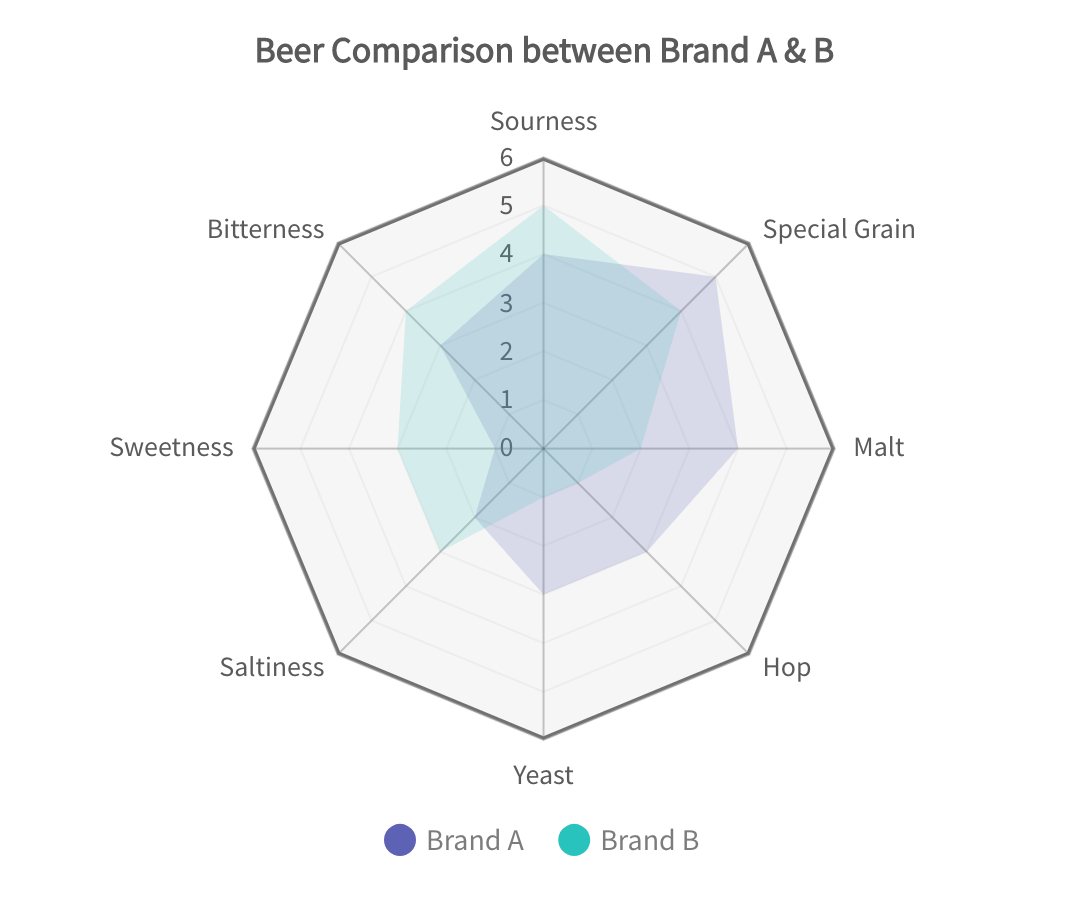 Beer Comparison between Brand A & B
Sourness
6
5
4
3
2
1
0
Special Grain
Bitterness
Malt
Sweetness
Hop
Saltiness
Yeast
Brand A
Brand B